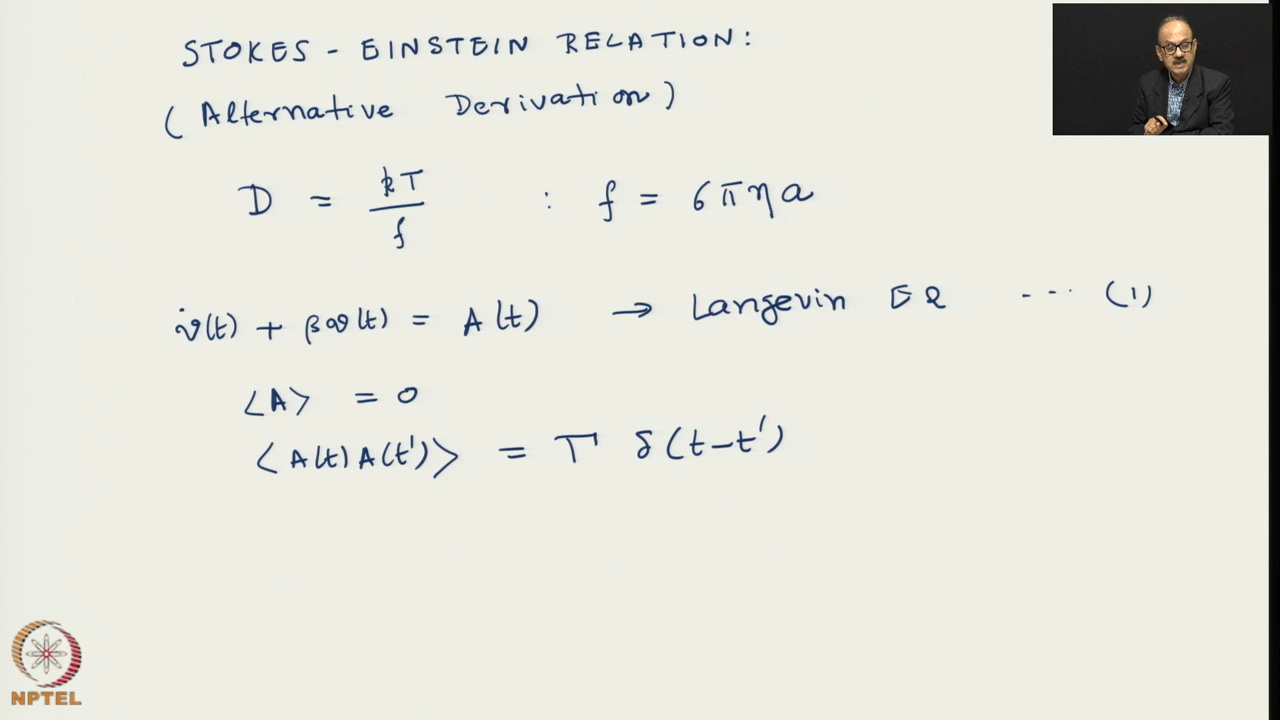 STOKES - EINSTEIN RELATION:
(Alternative Derivation)
D = kT/f : f = 6πηa
v̇(t) + βv(t) = A(t) → Langevin EQ --- (1)
<A> = 0
<A(t)A(t')> = Γ δ(t-t')
NPTEL